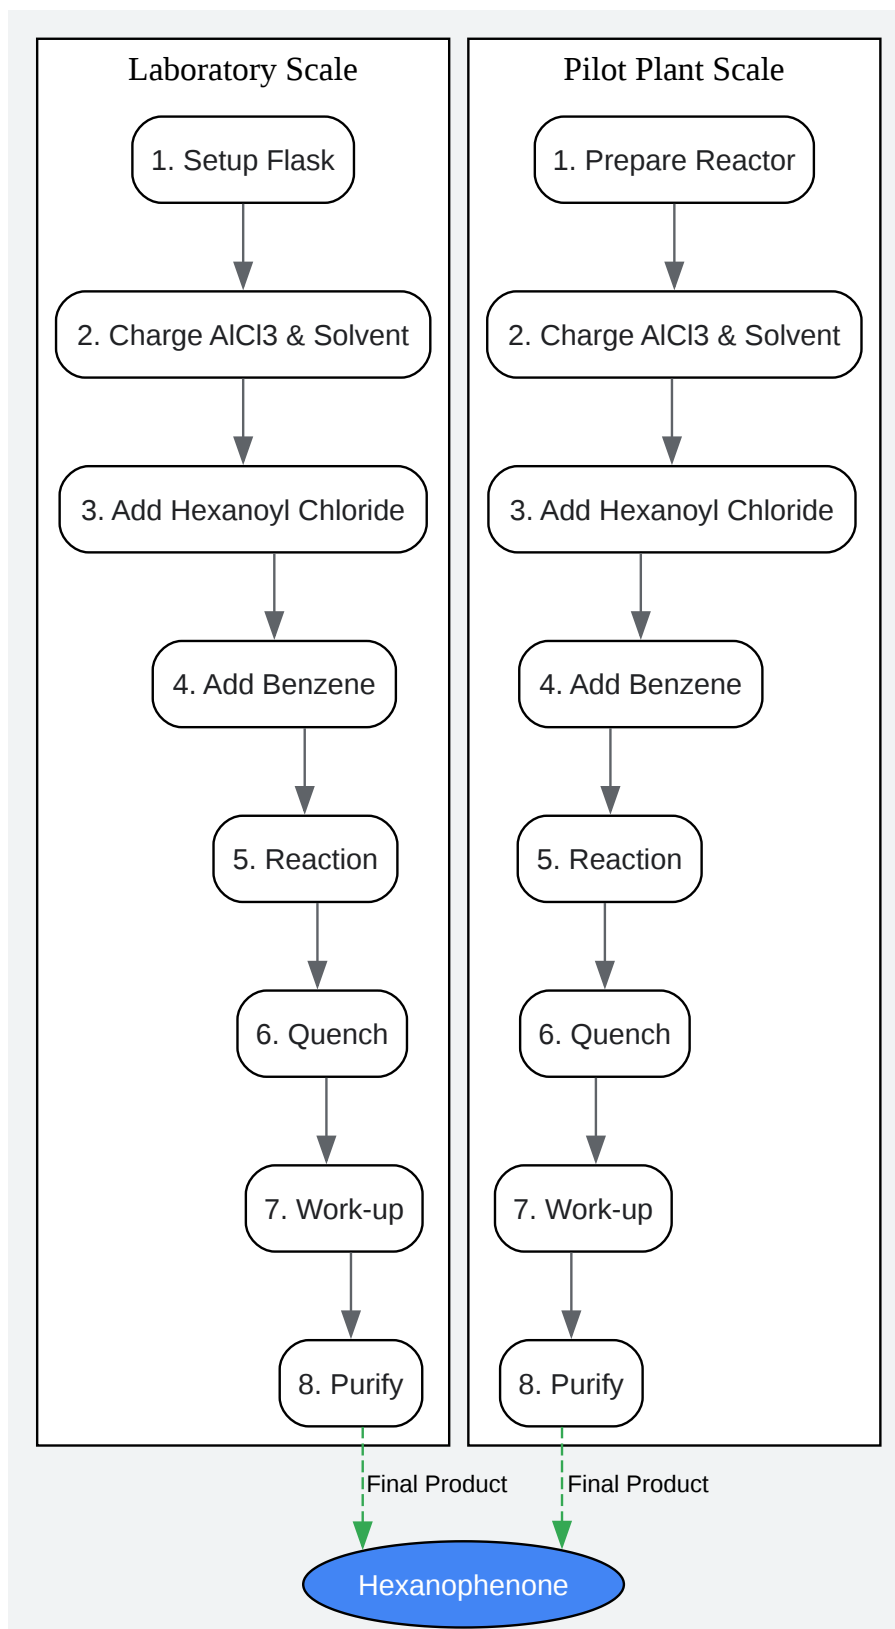 Laboratory Scale
1. Setup Flask
2. Charge AlCl3 & Solvent
3. Add Hexanoyl Chloride
4. Add Benzene
5. Reaction
6. Quench
7. Work-up
8. Purify
Final Product
Pilot Plant Scale
1. Prepare Reactor
2. Charge AlCl3 & Solvent
3. Add Hexanoyl Chloride
4. Add Benzene
5. Reaction
6. Quench
7. Work-up
8. Purify
Final Product
Hexanophenone